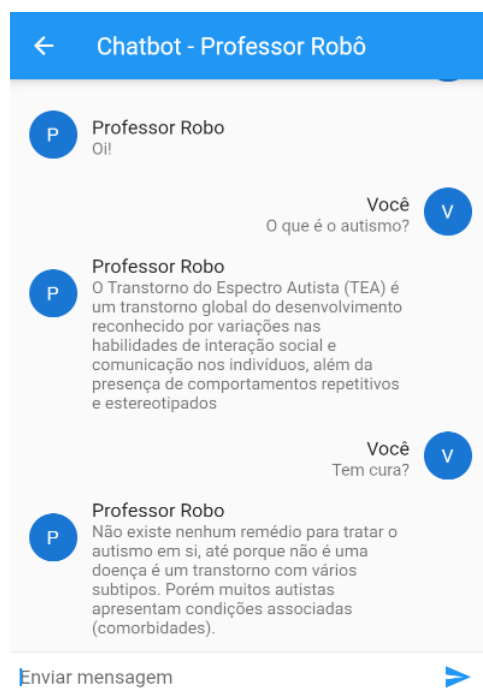 Chatbot - Professor Robô
P
Professor Robo
Oi!
Você
V
O que é o autismo?
Professor Robo
P
O Transtorno do Espectro Autista (TEA) é
um transtorno global do desenvolvimento
reconhecido por variações nas
habilidades de interação social e
comunicação nos indivíduos, além da
presença de comportamentos repetitivos
e estereotipados
Você
V
Tem cura?
Professor Robo
P
Não existe nenhum remédio para tratar o
autismo em si, até porque não é uma
doença é um transtorno com vários
subtipos. Porém muitos autistas
apresentam condições associadas
(comorbidades).
Enviar mensagem